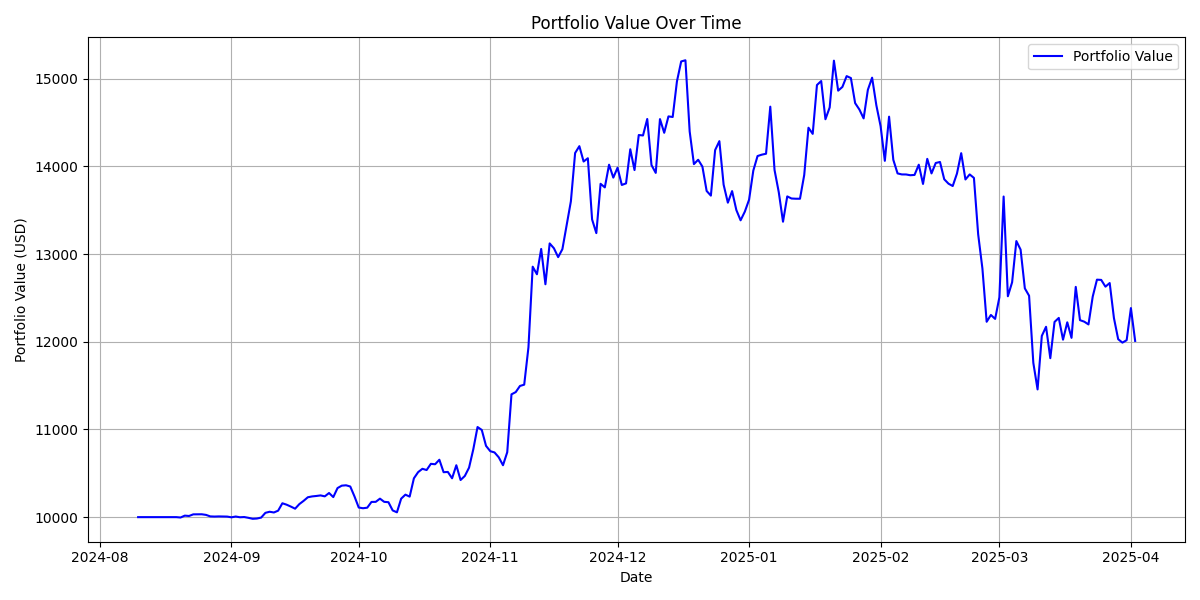 Portfolio Value Over Time
Portfolio Value
Portfolio Value (USD)
15000
14000
13000
12000
11000
10000
2024-08 2024-09 2024-10 2024-11 2024-12 2025-01 2025-02 2025-03 2025-04
Date